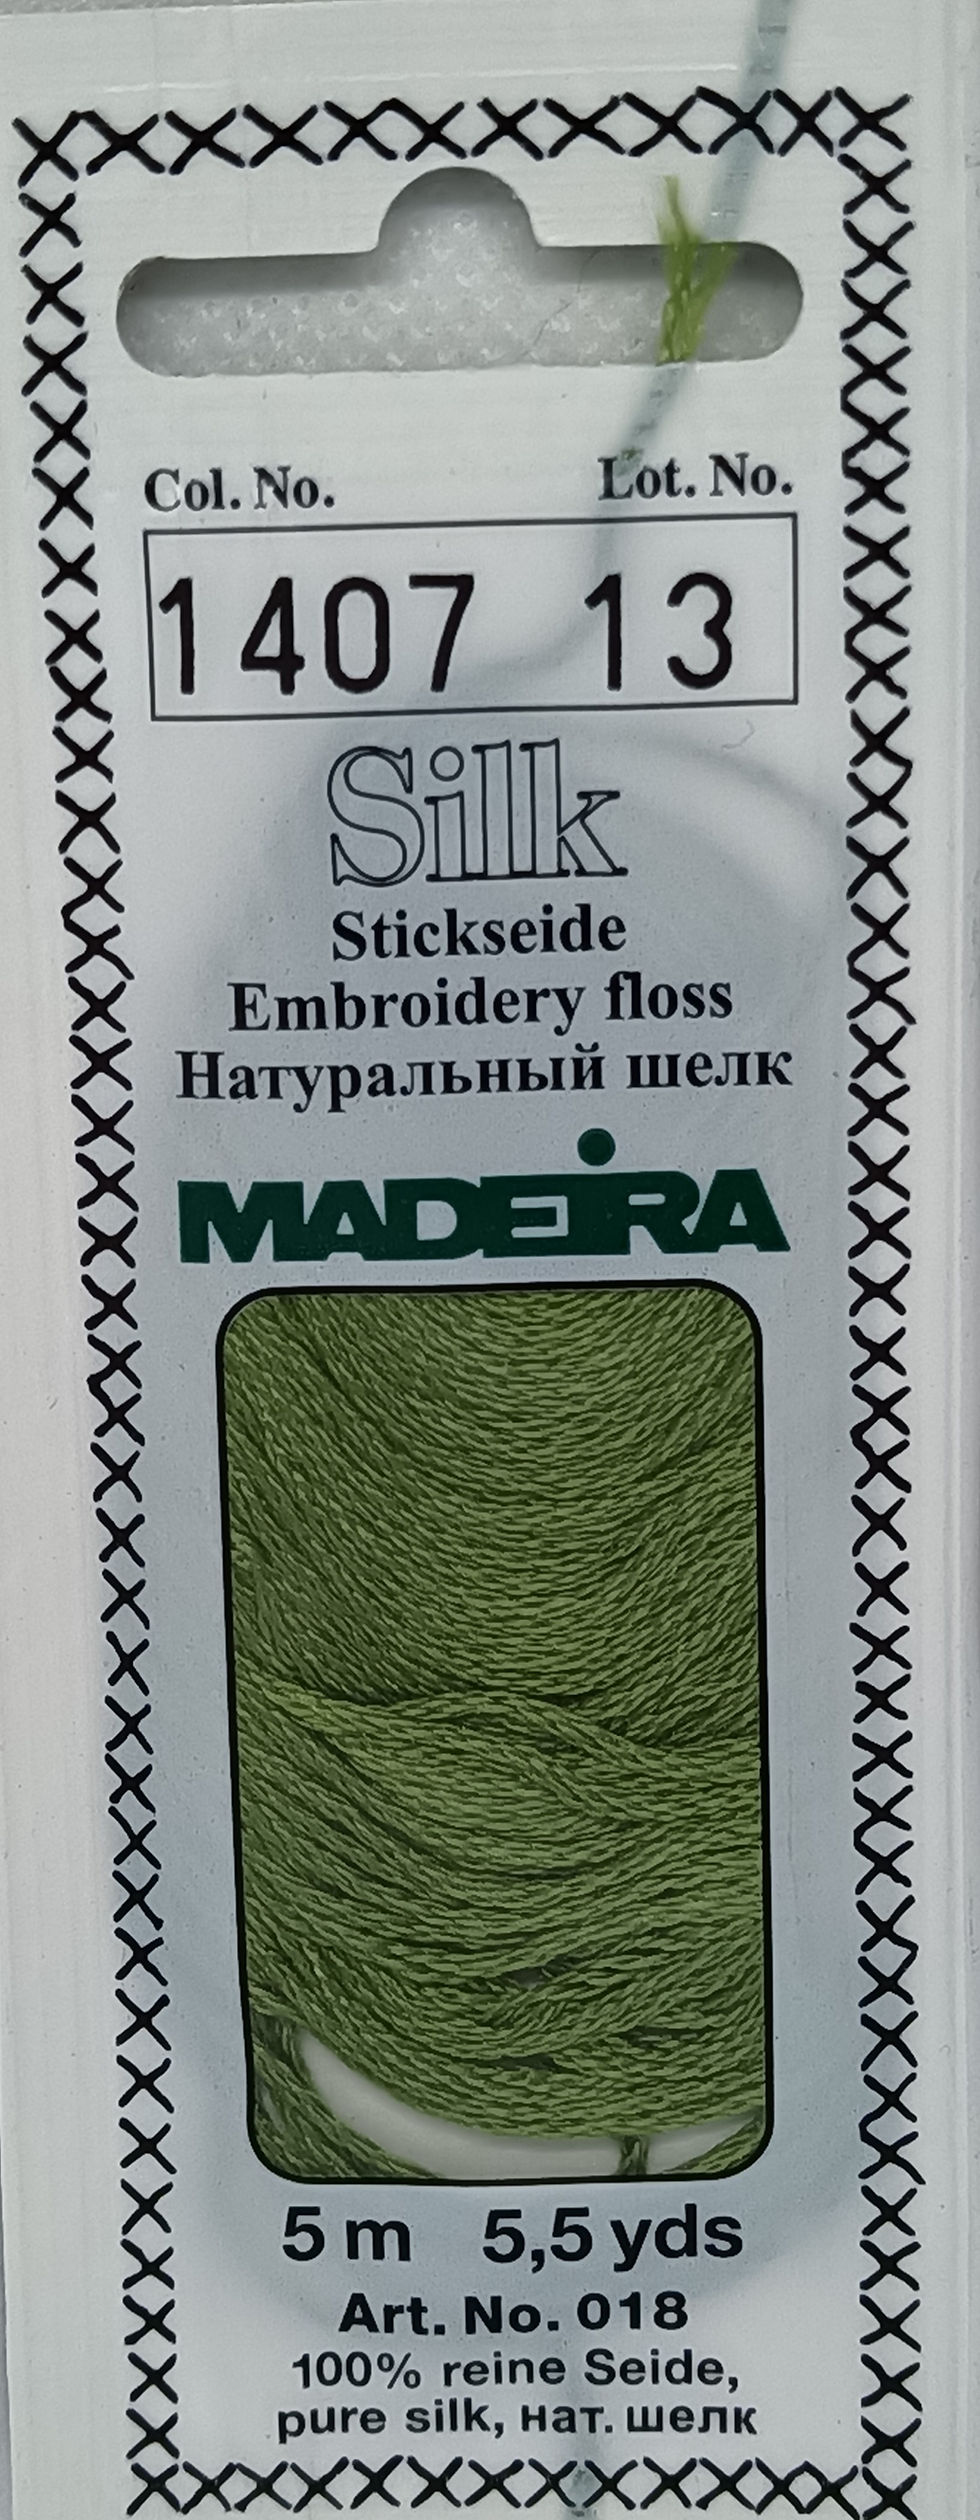 Col. No. Lot. No.
1407 13
Silk
Stickseide
Embroidery floss
Натуральный шелк
MADEIRA
5 m 5,5 yds
Art. No. 018
100% reine Seide,
pure silk, нат. шелк